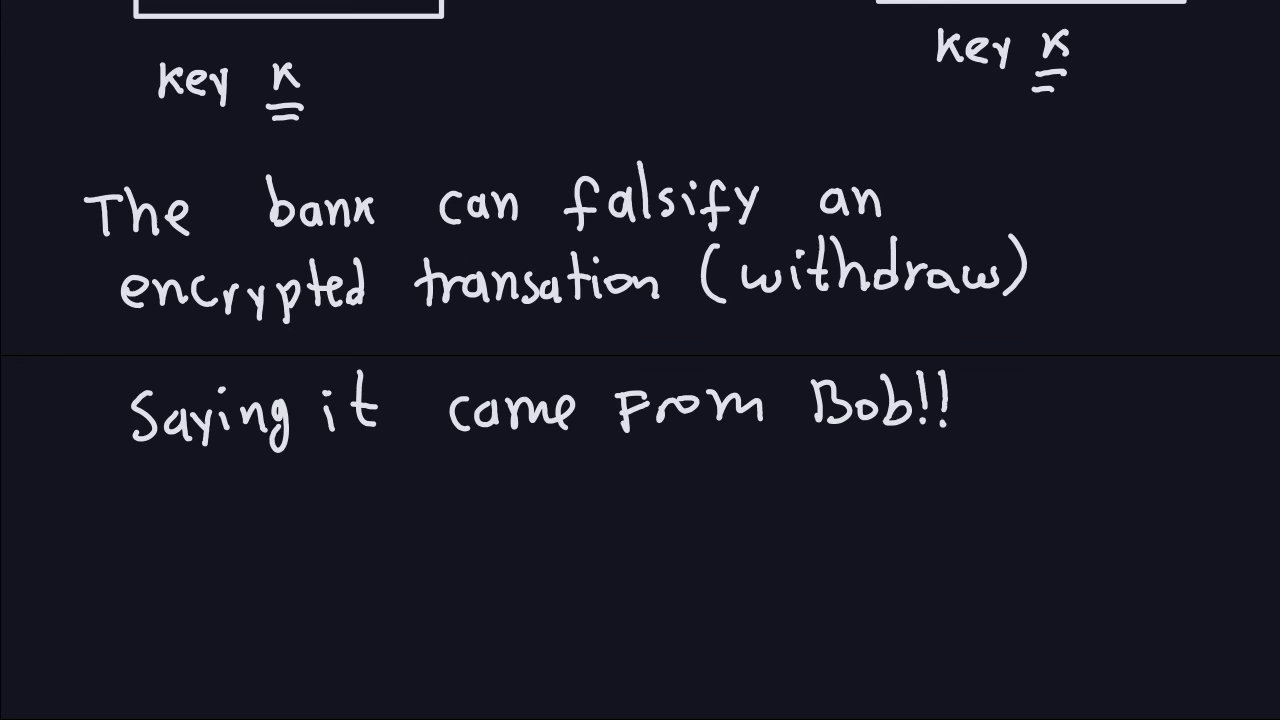 key K
key K
The bank can falsify an
encrypted transation (withdraw)
Saying it came From Bob!!